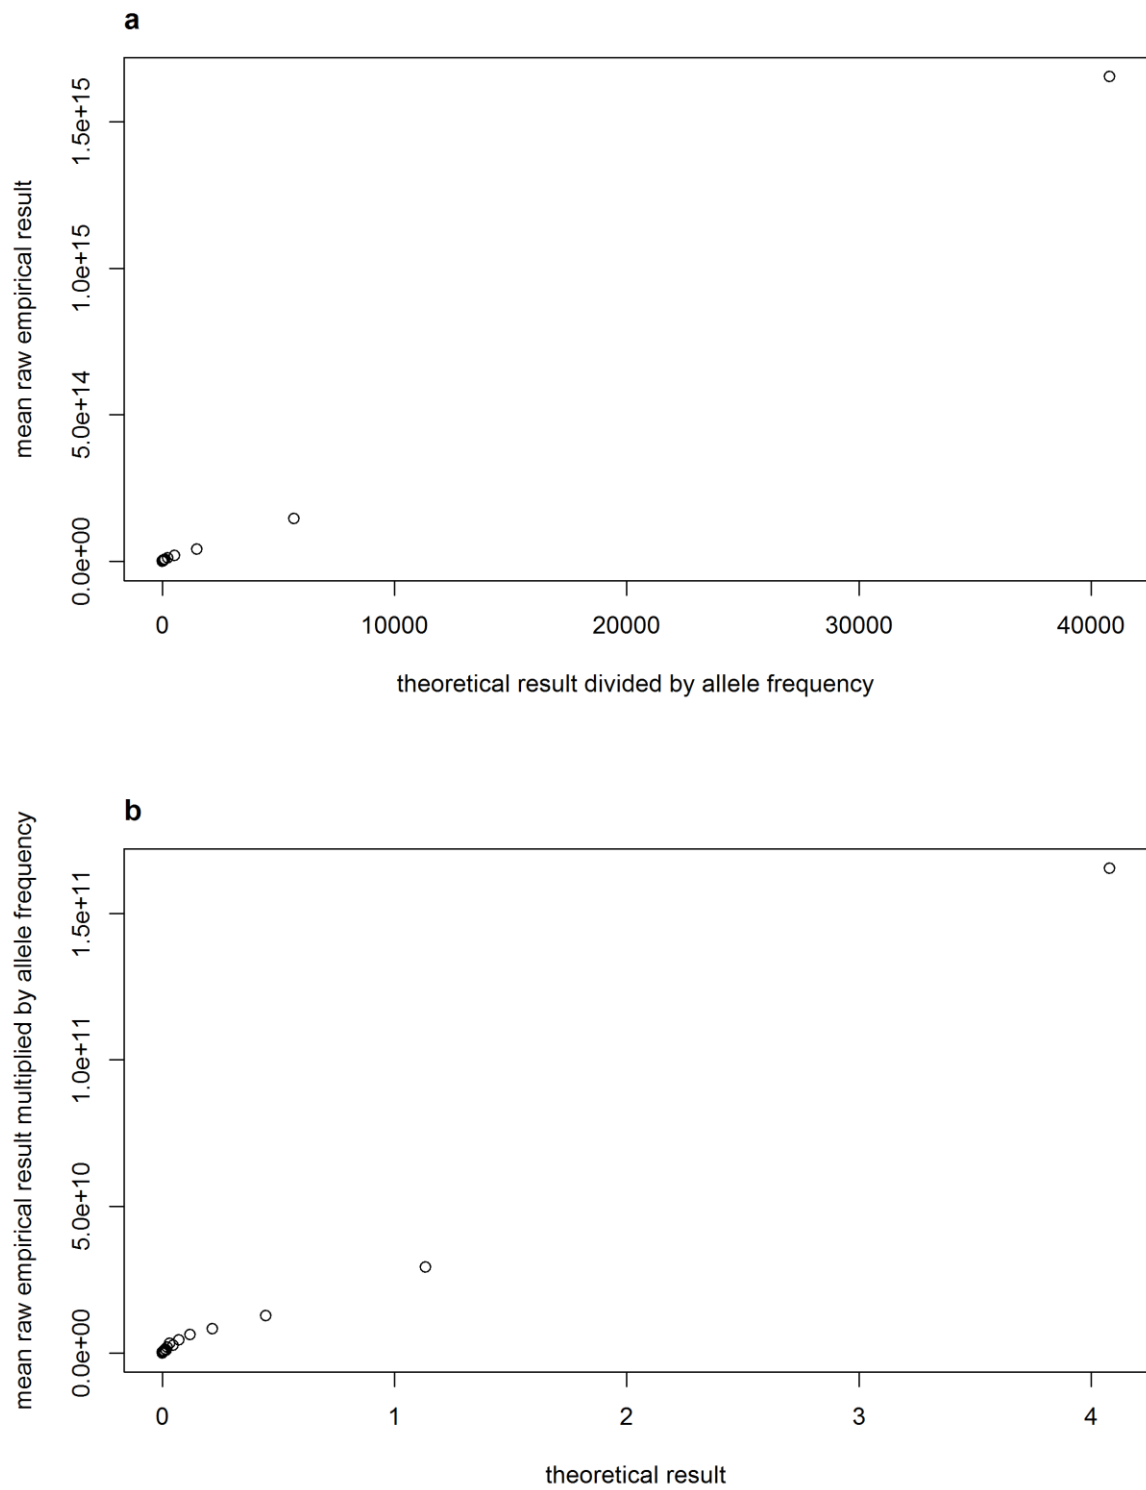 a
mean raw empirical result
1.5e+15
1.0e+15
5.0e+14
0.0e+00
0 10000 20000 30000 40000
theoretical result divided by allele frequency
b
mean raw empirical result multiplied by allele frequency
1.5e+11
1.0e+11
5.0e+10
0.0e+00
0 1 2 3 4
theoretical result